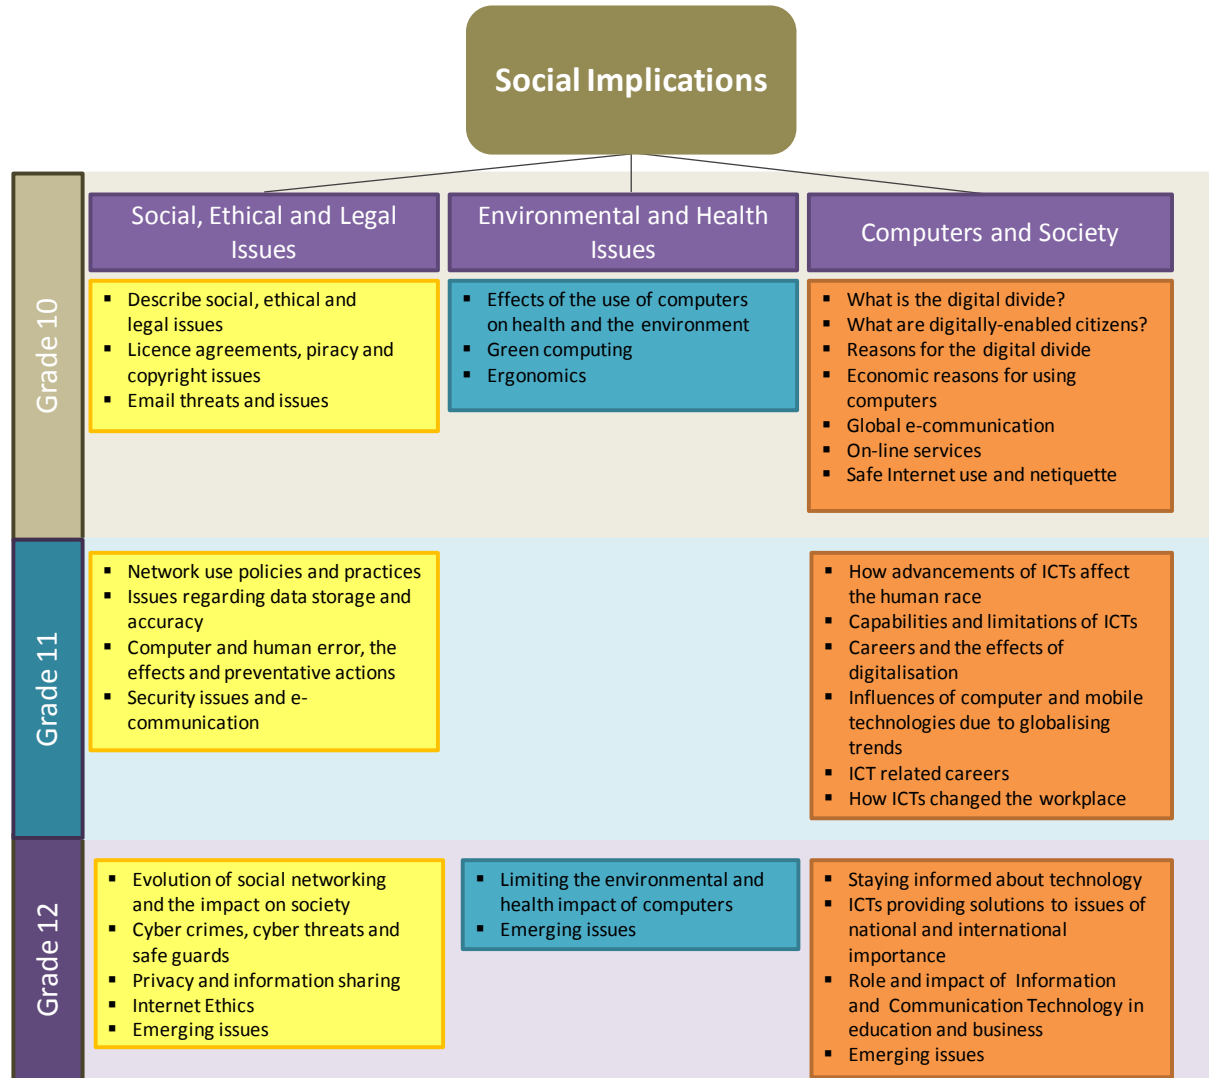 Social Implications
Social, Ethical and Legal
Issues
Environmental and Health
Issues
Computers and Society
Grade 10
▪ Describe social, ethical and
legal issues
▪ Licence agreements, piracy and
copyright issues
▪ Email threats and issues
▪ Effects of the use of computers
on health and the environment
▪ Green computing
▪ Ergonomics
▪ What is the digital divide?
▪ What are digitally-enabled citizens?
▪ Reasons for the digital divide
▪ Economic reasons for using
computers
▪ Global e-communication
▪ On-line services
▪ Safe Internet use and netiquette
Grade 11
▪ Network use policies and practices
▪ Issues regarding data storage and
accuracy
▪ Computer and human error, the
effects and preventative actions
▪ Security issues and e-
communication
▪ How advancements of ICTs affect
the human race
▪ Capabilities and limitations of ICTs
▪ Careers and the effects of
digitalisation
▪ Influences of computer and mobile
technologies due to globalising
trends
▪ ICT related careers
▪ How ICTs changed the workplace
Grade 12
▪ Evolution of social networking
and the impact on society
▪ Cyber crimes, cyber threats and
safe guards
▪ Privacy and information sharing
▪ Internet Ethics
▪ Emerging issues
▪ Limiting the environmental and
health impact of computers
▪ Emerging issues
▪ Staying informed about technology
▪ ICTs providing solutions to issues of
national and international
importance
▪ Role and impact of Information
and Communication Technology in
education and business
▪ Emerging issues